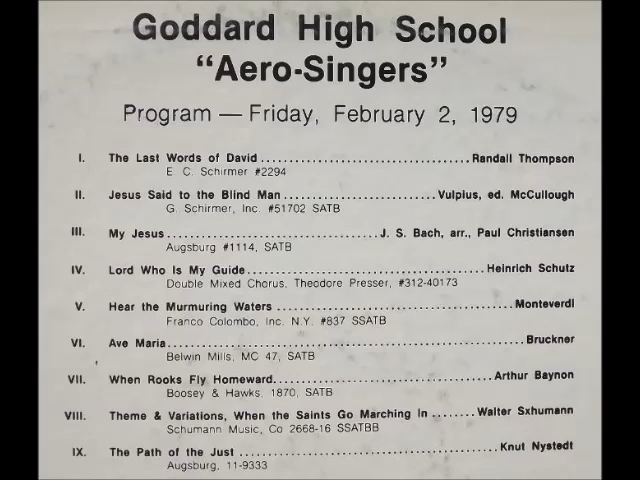 Goddard High School
"Aero-Singers"
Program — Friday, February 2, 1979
I. The Last Words of David ........................................ Randall Thompson
E. C. Schirmer #2294
II. Jesus Said to the Blind Man ........................... Vulpius, ed. McCullough
G. Schirmer, Inc. #51702 SATB
III. My Jesus ..................................... J. S. Bach, arr., Paul Christiansen
Augsburg #1114, SATB
IV. Lord Who Is My Guide .......................................... Heinrich Schutz
Double Mixed Chorus, Theodore Presser, #312-40173
V. Hear the Murmuring Waters ........................................... Monteverdi
Franco Colombo, Inc. N.Y. #837 SSATB
VI. Ave Maria ................................................................ Bruckner
Belwin Mills, MC 47, SATB
VII. When Rooks Fly Homeward ....................................... Arthur Baynon
Boosey & Hawks, 1870, SATB
VIII. Theme & Variations, When the Saints Go Marching In ........ Walter Sxhumann
Schumann Music, Co 2668-16 SSATBB
IX. The Path of the Just .............................................. Knut Nystedt
Augsburg, 11-9333